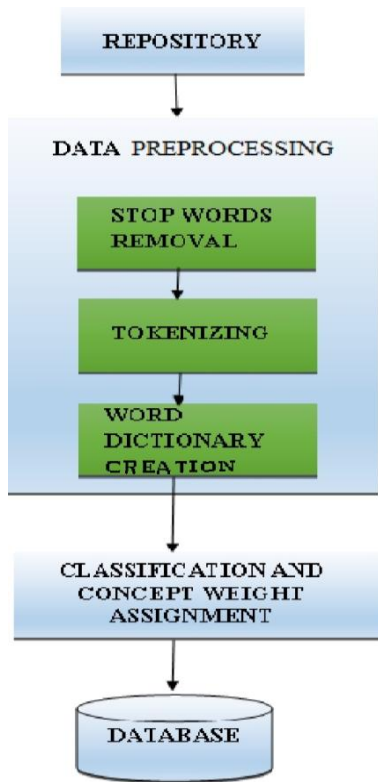 REPOSITORY
DATA PREPROCESSING
STOP WORDS
REMOVAL
TOKENIZING
WORD
DICTIONARY
CREATION
CLASSIFICATION AND
CONCEPT WEIGHT
ASSIGNMENT
DATABASE